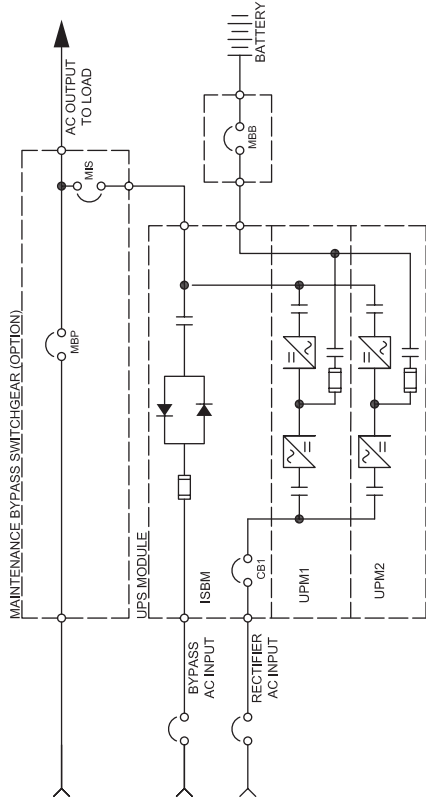 MAINTENANCE BYPASS SWITCHGEAR (OPTION)
MBP
MIS
AC OUTPUT
TO LOAD
UPS MODULE
ISBM
BYPASS
AC INPUT
RECTIFIER
AC INPUT
CB1
UPM1
UPM2
MBB
BATTERY